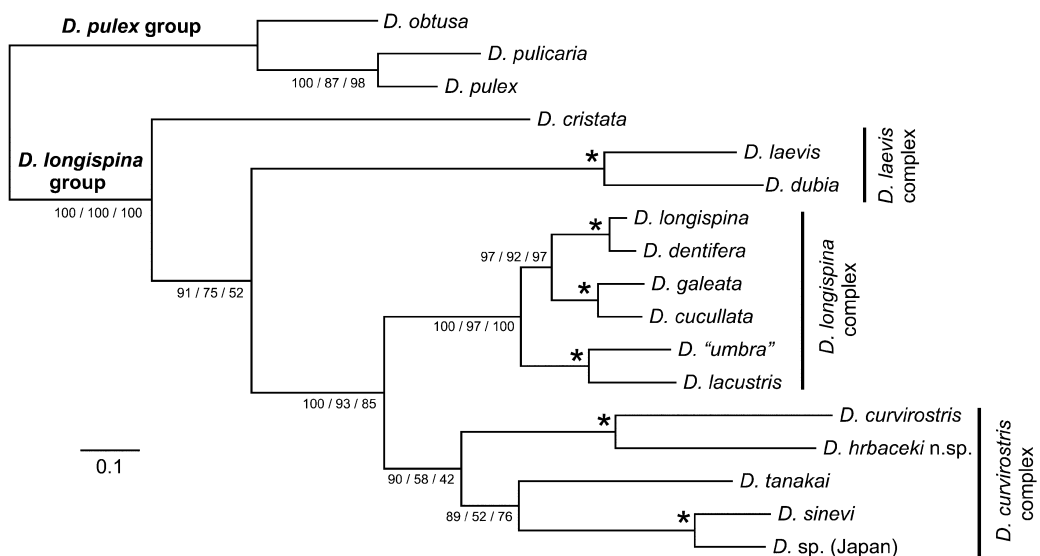 D. pulex group
D. obtusa
D. pulicaria
100 / 87 / 98
D. pulex
D. cristata
D. longispina
group
100 / 100 / 100
*
D. laevis
D. dubia
D. laevis
complex
91 / 75 / 52
*
D. longispina
D. dentifera
97 / 92 / 97
*
D. galeata
D. cucullata
100 / 97 / 100
*
D. “umbra”
D. lacustris
D. longispina
complex
100 / 93 / 85
*
D. curvirostris
D. hrbaceki n.sp.
90 / 58 / 42
D. tanakai
89 / 52 / 76
*
D. sinevi
D. sp. (Japan)
D. curvirostris
complex
0.1